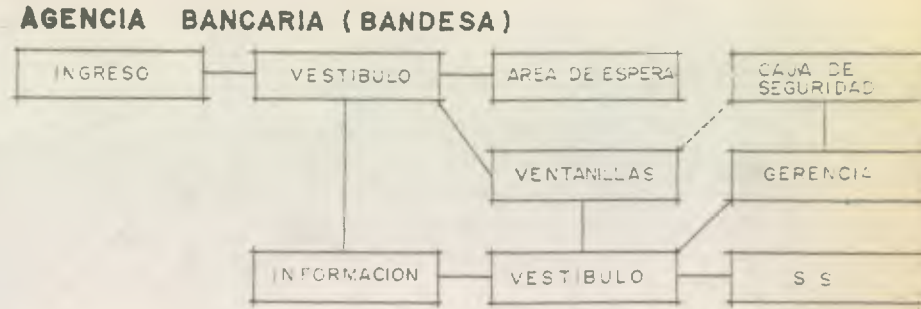 AGENCIA BANCARIA (BANDESA)
INGRESO
VESTIBULO
AREA DE ESPERA
CAJA DE
SEGURIDAD
VENTANILLAS
GERENCIA
INFORMACION
VESTIBULO
S S